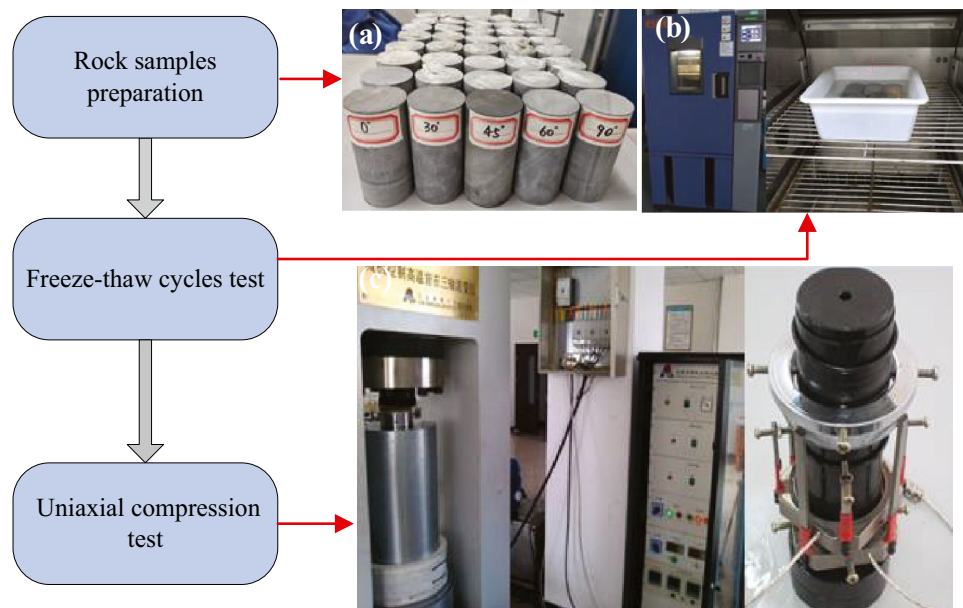 Rock samples
preparation
(a)
0°
30°
45°
60°
90°
(b)
Freeze-thaw cycles test
(c)
Uniaxial compression
test